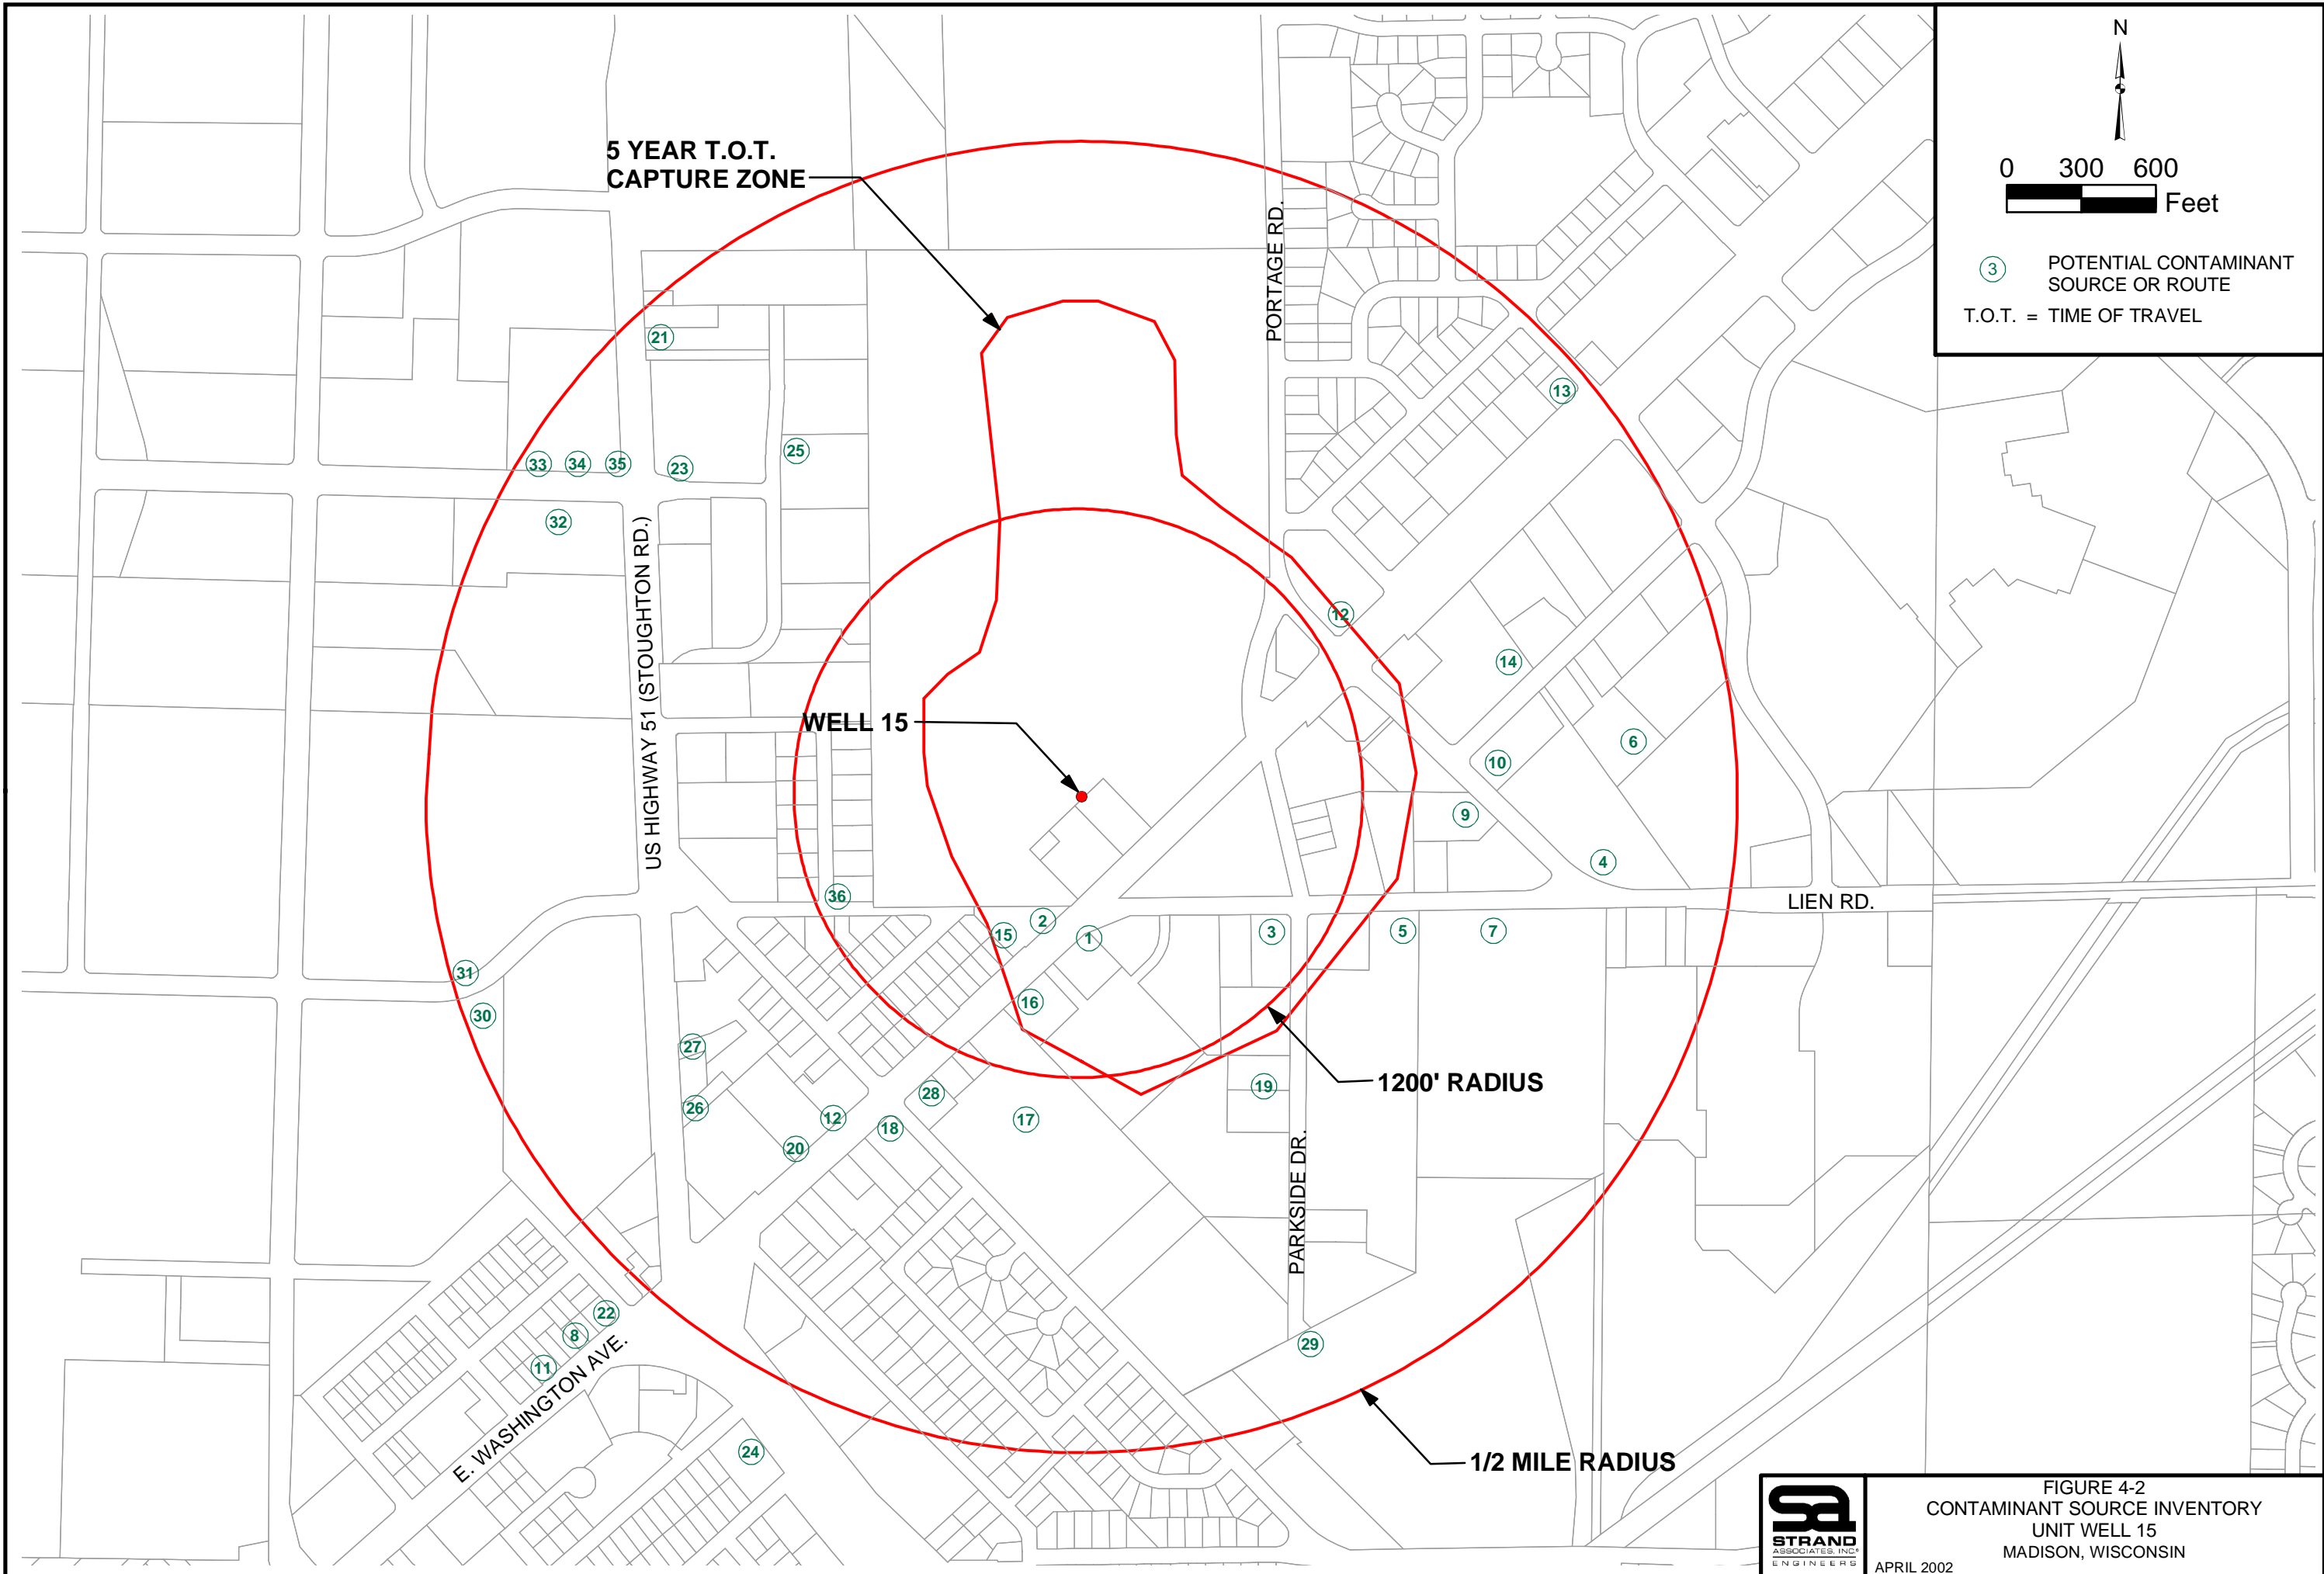 N
0 300 600
Feet
3
POTENTIAL CONTAMINANT
SOURCE OR ROUTE
T.O.T. = TIME OF TRAVEL
5 YEAR T.O.T.
CAPTURE ZONE
PORTAGE RD.
21
13
25
33
34
35
23
32
US HIGHWAY 51 (STOUGHTON RD.)
12
14
WELL 15
6
10
9
4
36
LIEN RD.
2
15
1
3
5
7
31
16
30
27
1200' RADIUS
19
28
26
12
17
18
20
PARKSIDE DR.
22
8
29
11
E. WASHINGTON AVE.
24
1/2 MILE RADIUS
sa
STRAND
ASSOCIATES, INC.®
ENGINEERS
FIGURE 4-2
CONTAMINANT SOURCE INVENTORY
UNIT WELL 15
MADISON, WISCONSIN
APRIL 2002